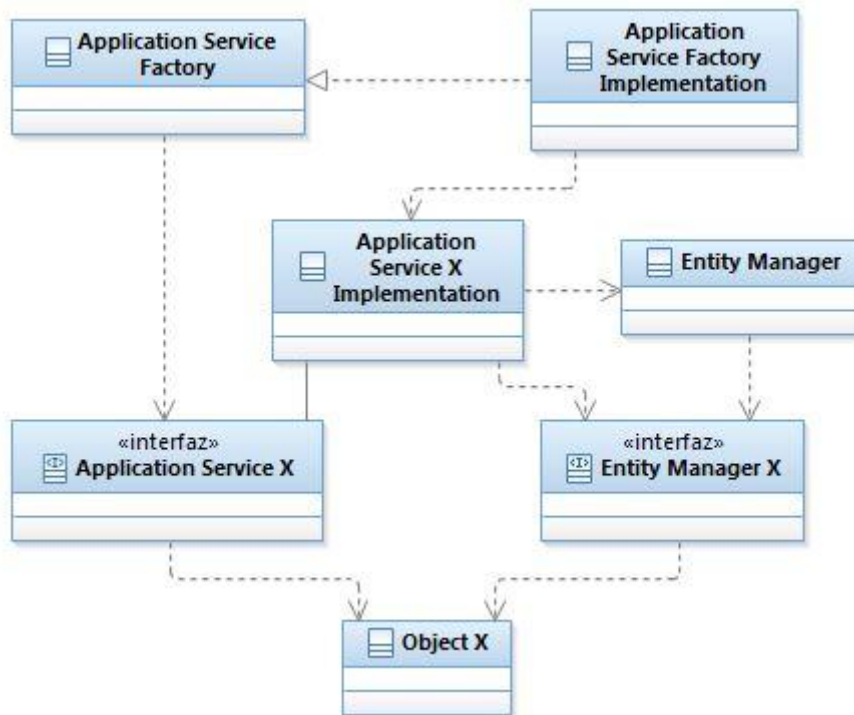 Application Service
Factory
Application
Service Factory
Implementation
Application
Service X
Implementation
Entity Manager
«interfaz»
Application Service X
«interfaz»
Entity Manager X
Object X